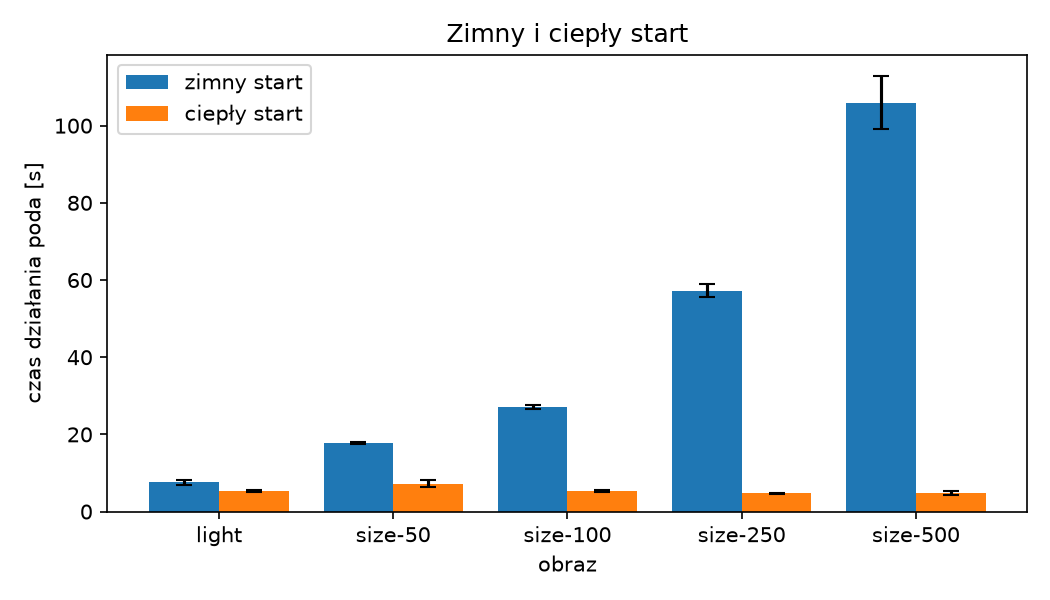 Zimny i ciepły start
zimny start
ciepły start
czas działania poda [s]
100
80
60
40
20
0
light size-50 size-100 size-250 size-500
obraz